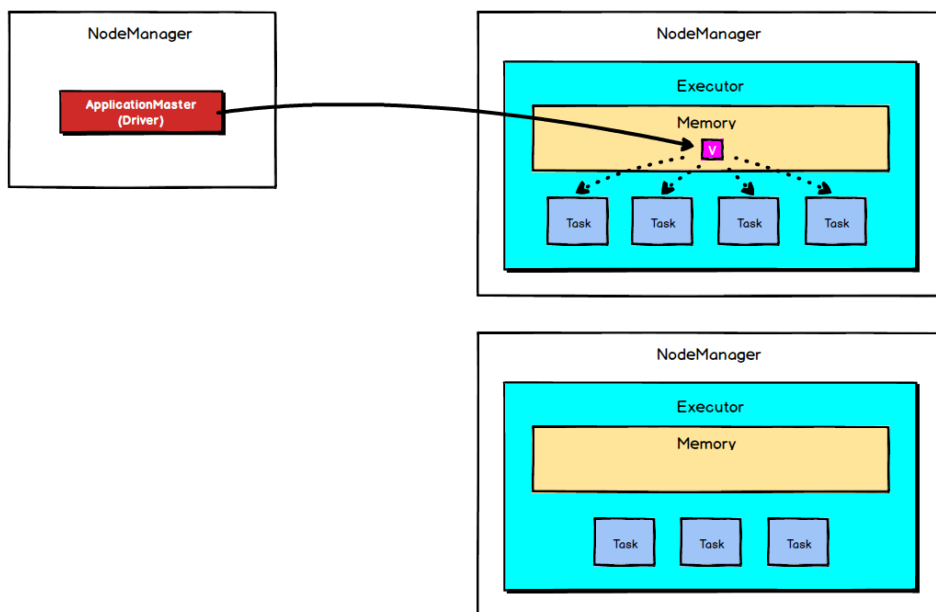 NodeManager
ApplicationMaster
(Driver)
NodeManager
Executor
Memory
V
Task
Task
Task
Task
NodeManager
Executor
Memory
Task
Task
Task